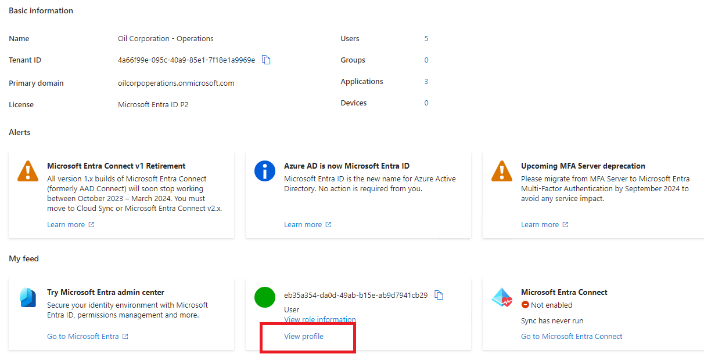 Basic information
Name Oil Corporation - Operations Users 5
Tenant ID 4a66f99e-095c-40a9-85e1-7f18e1a9969e Groups 0
Primary domain oilcorpoperations.onmicrosoft.com Applications 3
License Microsoft Entra ID P2 Devices 0
Alerts
Microsoft Entra Connect v1 Retirement
All version 1.x builds of Microsoft Entra Connect
(formerly AAD Connect) will soon stop working
between October 2023 – March 2024. You must
move to Cloud Sync or Microsoft Entra Connect v2.x.
Learn more
Azure AD is now Microsoft Entra ID
Microsoft Entra ID is the new name for Azure Active
Directory. No action is required from you.
Learn more
Upcoming MFA Server deprecation
Please migrate from MFA Server to Microsoft Entra
Multi-Factor Authentication by September 2024 to
avoid any service impact.
Learn more
My feed
Try Microsoft Entra admin center
Secure your identity environment with Microsoft
Entra ID, permissions management and more.
Go to Microsoft Entra
eb35a354-da0d-49ab-b15e-ab9d7941cb29
User
View role information
View profile
Microsoft Entra Connect
Not enabled
Sync has never run
Go to Microsoft Entra Connect